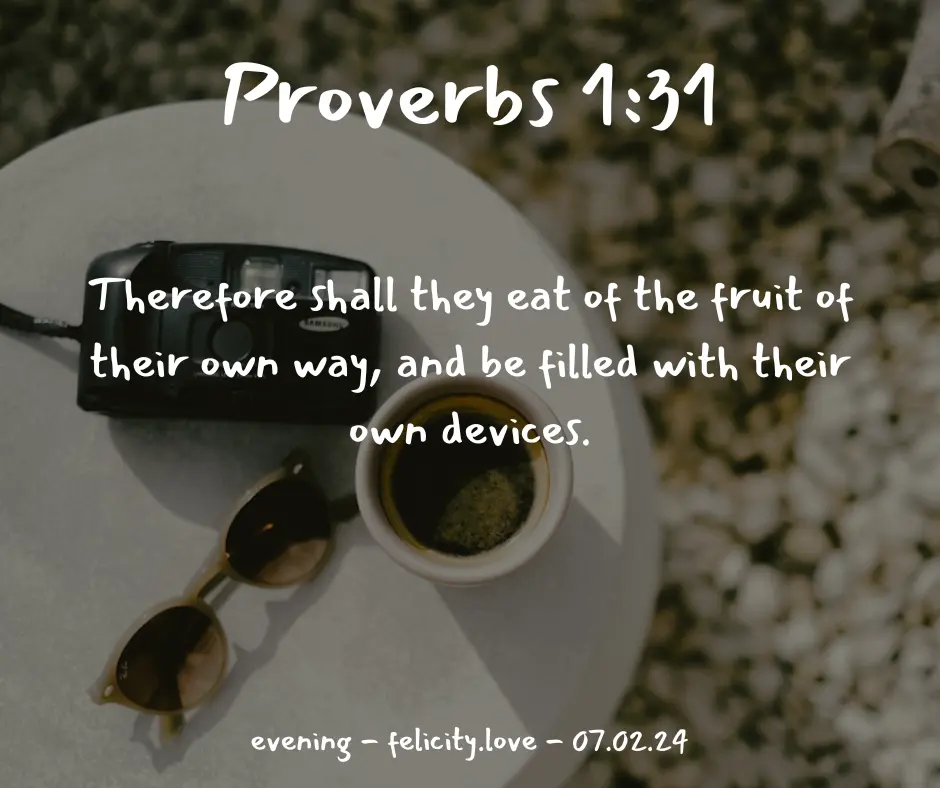 Proverbs 1:31
Therefore shall they eat of the fruit of
their own way, and be filled with their
own devices.
SAMSUNG
evening - felicity.love - 07.02.24